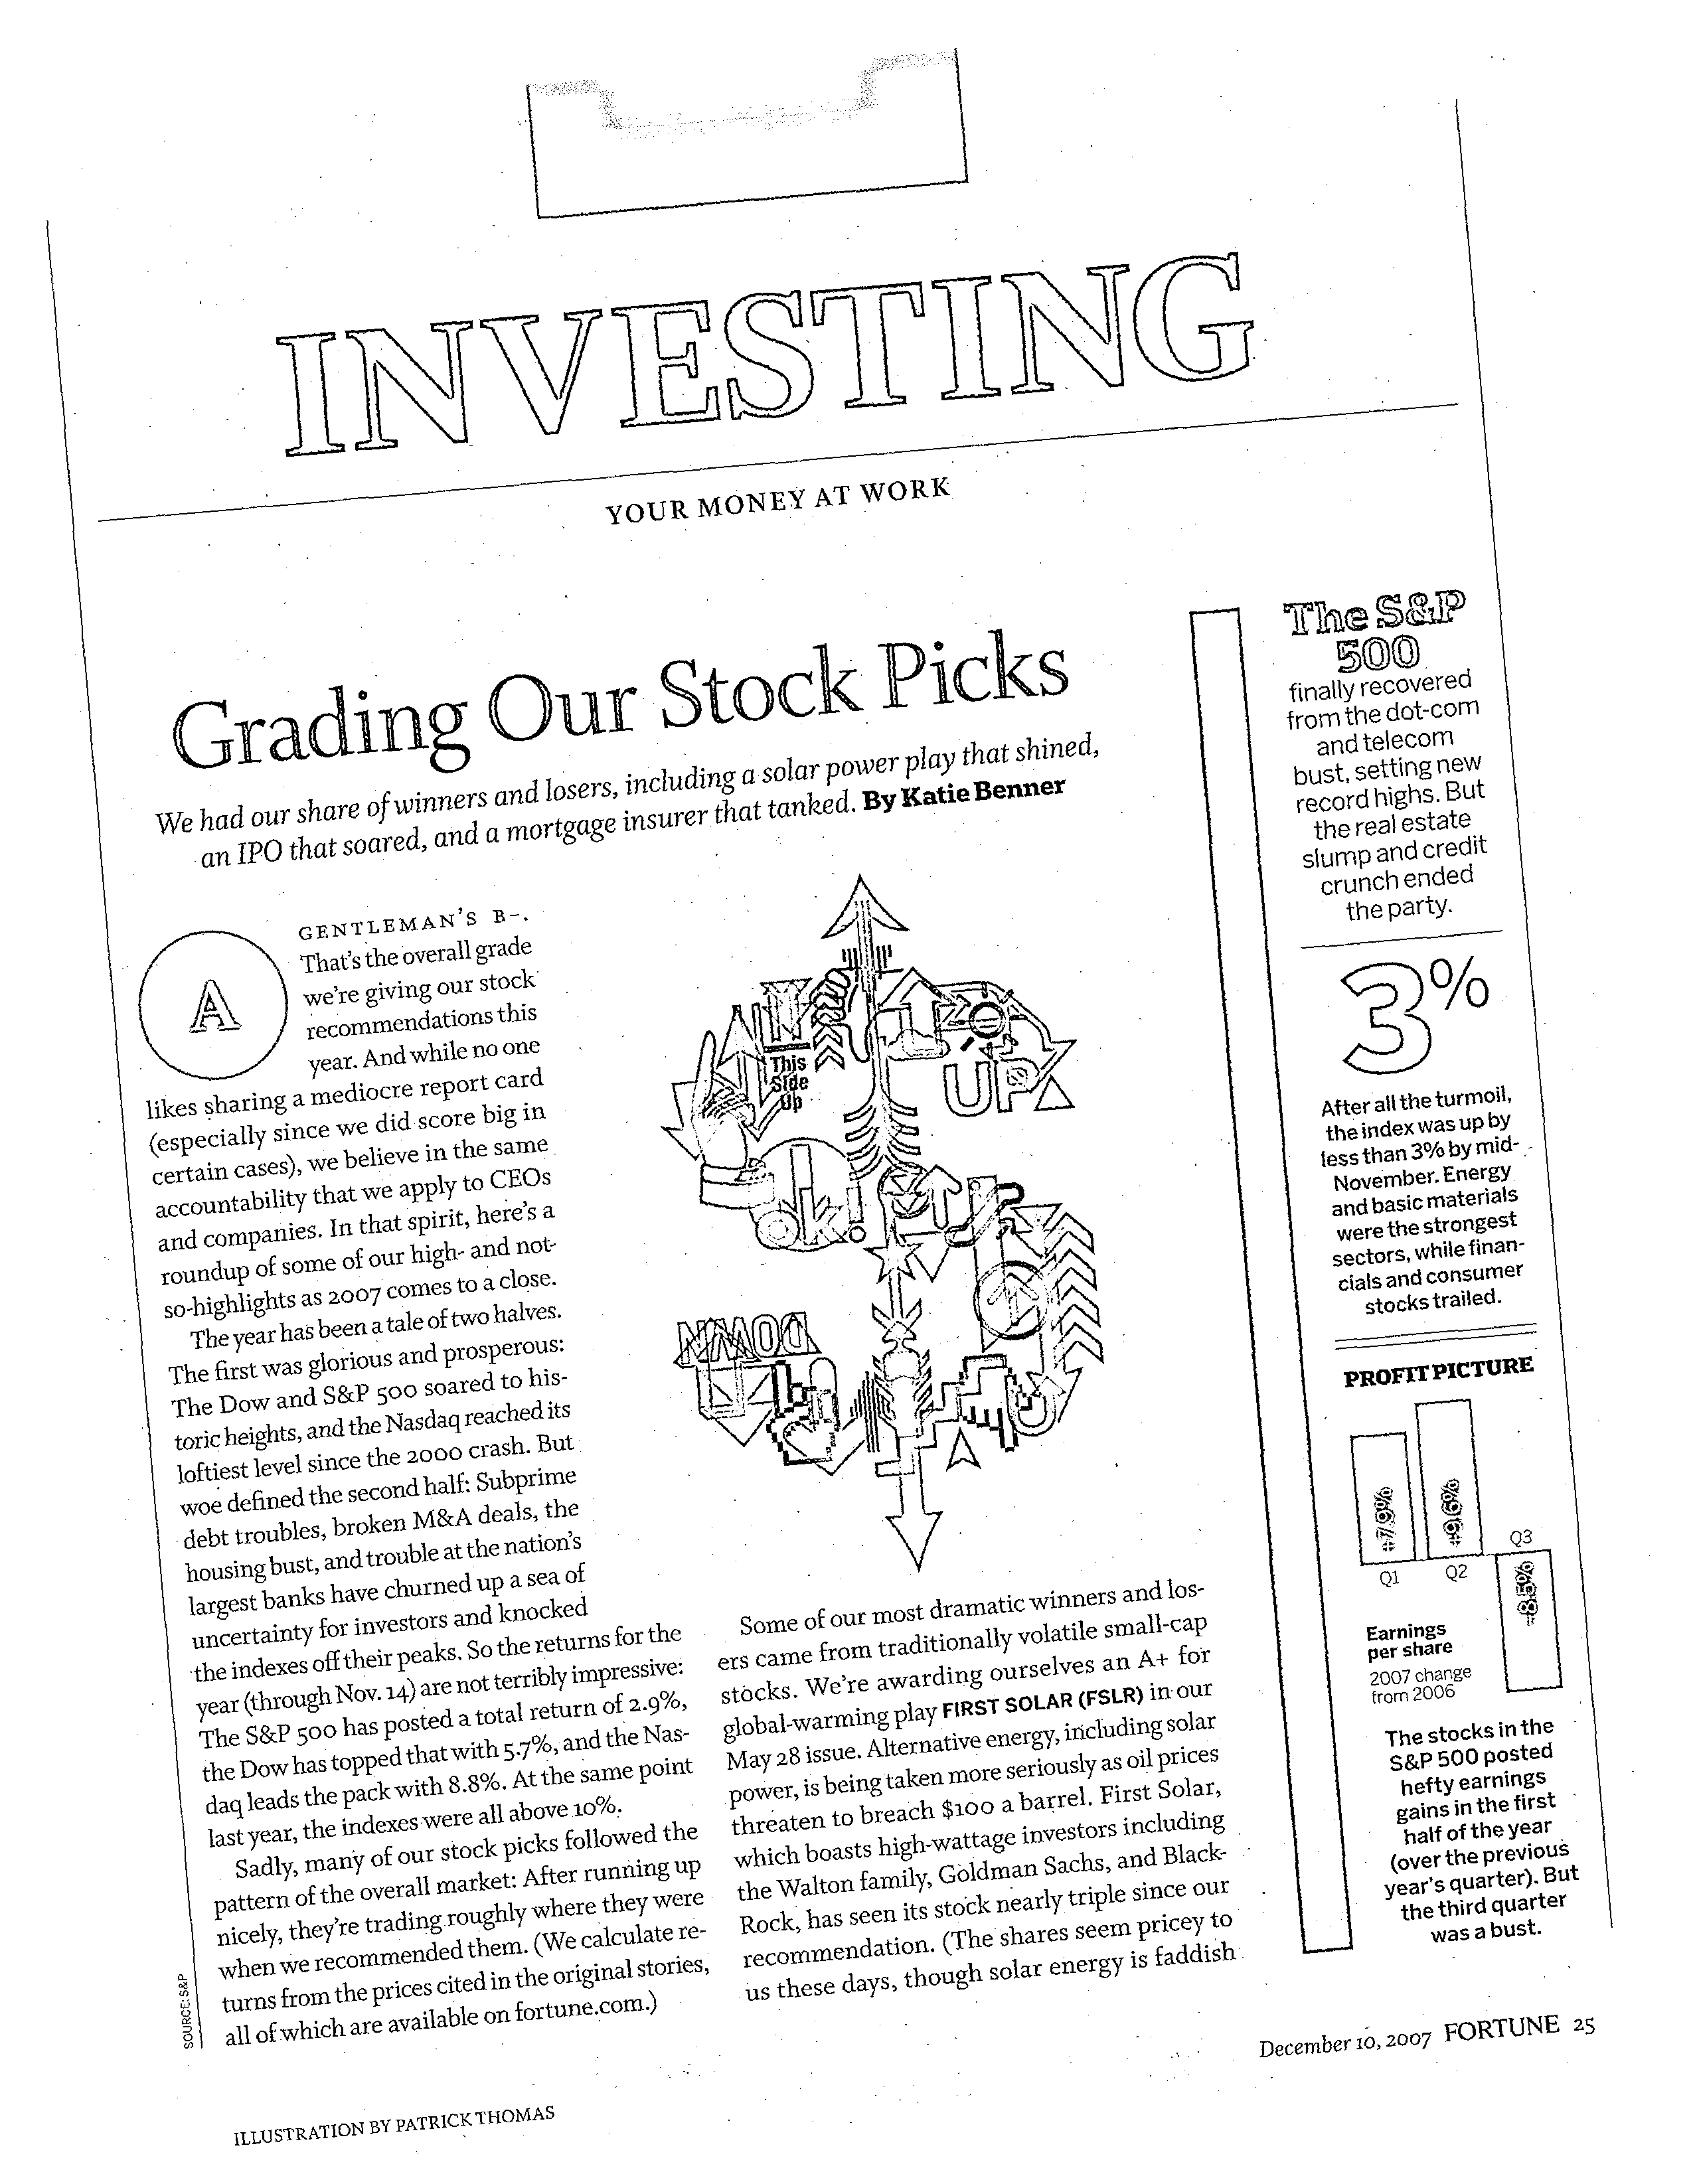 INVESTING
YOUR MONEY AT WORK
Grading Our Stock Picks
We had our share of winners and losers, including a solar power play that shined,
an IPO that soared, and a mortgage insurer that tanked. By Katie Benner
A
GENTLEMAN'S B–.
That's the overall grade
we're giving our stock
recommendations this
year. And while no one
likes sharing a mediocre report card
(especially since we did score big in
certain cases), we believe in the same
accountability that we apply to CEOs
and companies. In that spirit, here's a
roundup of some of our high- and not-
so-highlights as 2007 comes to a close.
The year has been a tale of two halves.
The first was glorious and prosperous:
The Dow and S&P 500 soared to his-
toric heights, and the Nasdaq reached its
loftiest level since the 2000 crash. But
woe defined the second half: Subprime
debt troubles, broken M&A deals, the
housing bust, and trouble at the nation's
largest banks have churned up a sea of
uncertainty for investors and knocked
the indexes off their peaks. So the returns for the
year (through Nov. 14) are not terribly impressive:
The S&P 500 has posted a total return of 2.9%,
the Dow has topped that with 5.7%, and the Nas-
daq leads the pack with 8.8%. At the same point
last year, the indexes were all above 10%.
Sadly, many of our stock picks followed the
pattern of the overall market: After running up
nicely, they're trading roughly where they were
when we recommended them. (We calculate re-
turns from the prices cited in the original stories,
all of which are available on fortune.com.)
This
Side
Up
UP
ok!
UP
DOWN
Some of our most dramatic winners and los-
ers came from traditionally volatile small-cap
stocks. We're awarding ourselves an A+ for
global-warming play FIRST SOLAR (FSLR) in our
May 28 issue. Alternative energy, including solar
power, is being taken more seriously as oil prices
threaten to breach $100 a barrel. First Solar,
which boasts high-wattage investors including
the Walton family, Goldman Sachs, and Black-
Rock, has seen its stock nearly triple since our
recommendation. (The shares seem pricey to
us these days, though solar energy is faddish
The S&P
500
finally recovered
from the dot-com
and telecom
bust, setting new
record highs. But
the real estate
slump and credit
crunch ended
the party.
3%
After all the turmoil,
the index was up by
less than 3% by mid-
November. Energy
and basic materials
were the strongest
sectors, while finan-
cials and consumer
stocks trailed.
PROFIT PICTURE
+7.9%
+9.6%
-8.5%
Q1
Q2
Q3
Earnings
per share
2007 change
from 2006
The stocks in the
S&P 500 posted
hefty earnings
gains in the first
half of the year
(over the previous
year's quarter). But
the third quarter
was a bust.
SOURCE: S&P
December 10, 2007 FORTUNE 25
ILLUSTRATION BY PATRICK THOMAS